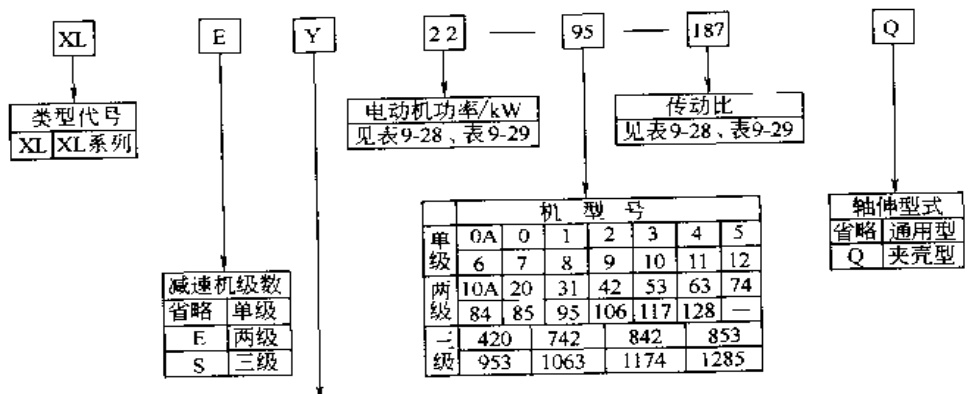 XL E Y 22 — 95 — 187 Q
类型代号
XL XL系列
电动机功率/kW
见表9-28、表9-29
传动比
见表9-28、表9-29
机型号
单级 0A 0 1 2 3 4 5
6 7 8 9 10 11 12
两级 10A 20 31 42 53 63 74
84 85 95 106 117 128 —
三级 420 742 842 853
953 1063 1174 1285
轴伸型式
省略 通用型
Q 夹壳型
减速机级数
省略 单级
E 两级
S 三级